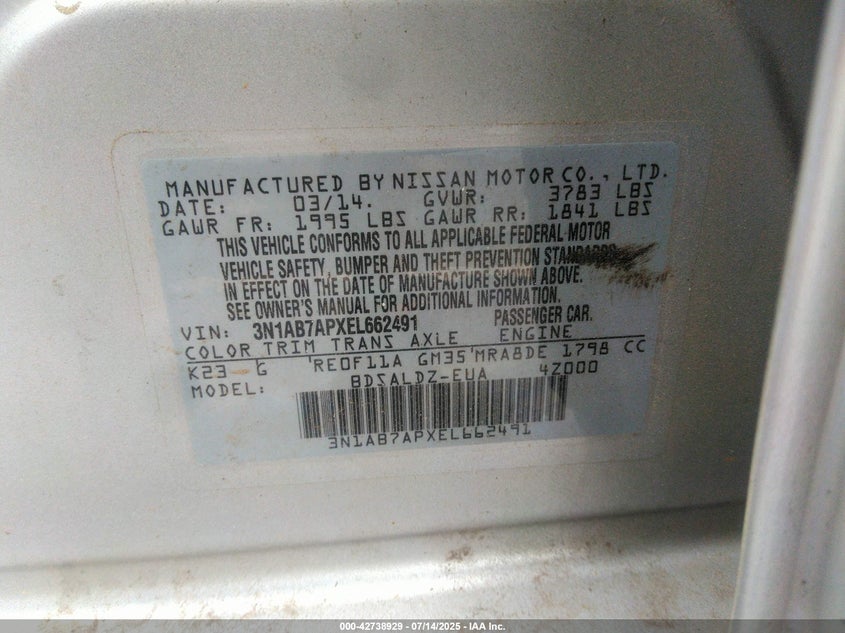 MANUFACTURED BY NISSAN MOTOR CO., LTD.
DATE: 03/14. GVWR: 3783 LBS
GAWR FR: 1995 LBS GAWR RR: 1841 LBS
THIS VEHICLE CONFORMS TO ALL APPLICABLE FEDERAL MOTOR
VEHICLE SAFETY, BUMPER AND THEFT PREVENTION STANDARDS
IN EFFECT ON THE DATE OF MANUFACTURE SHOWN ABOVE.
SEE OWNER'S MANUAL FOR ADDITIONAL INFORMATION.
VIN: 3N1AB7APXEL662491 PASSENGER CAR.
COLOR TRIM TRANS AXLE ENGINE
K23 G RE0F11A GM35 MRA8DE 1798 CC
MODEL: BDSALDZ-EUA 4Z000
3N1AB7APXEL662491
000-42738929 - 07/14/2025 - IAA Inc.